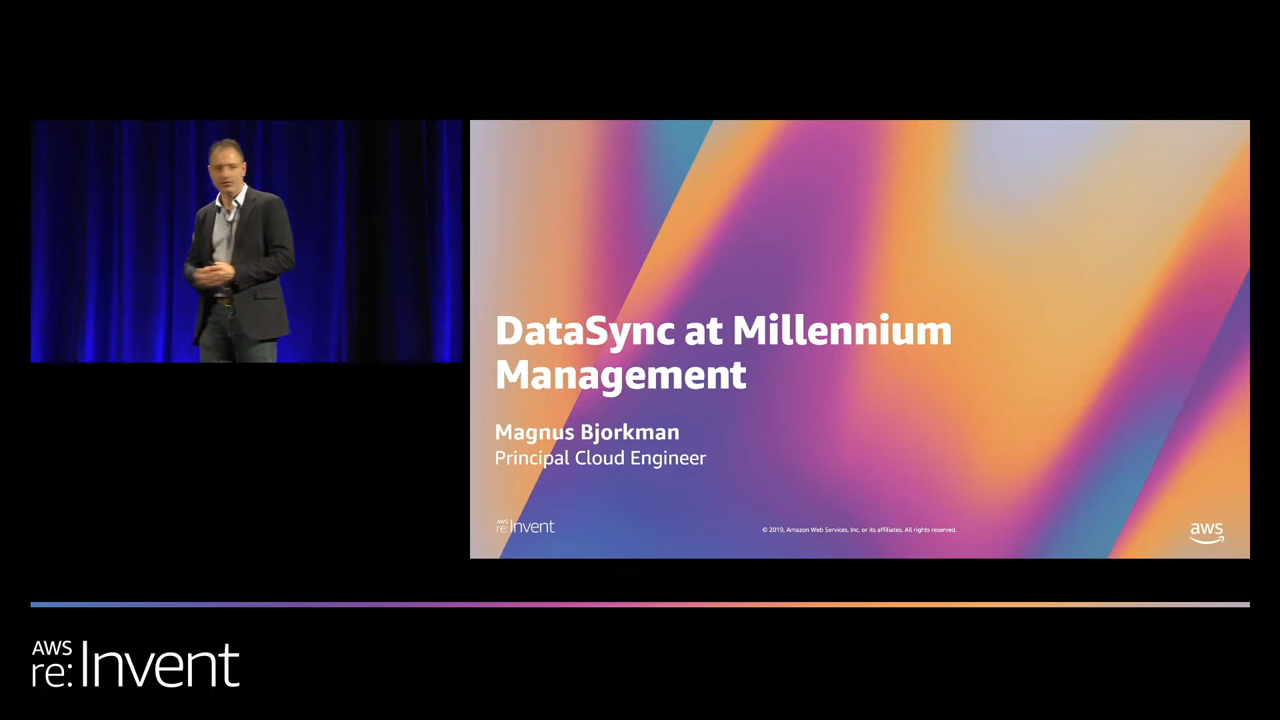 DataSync at Millennium
Management
Magnus Bjorkman
Principal Cloud Engineer
AWS
re:Invent
© 2019, Amazon Web Services, Inc. or its affiliates. All rights reserved.
aws
AWS
re:Invent